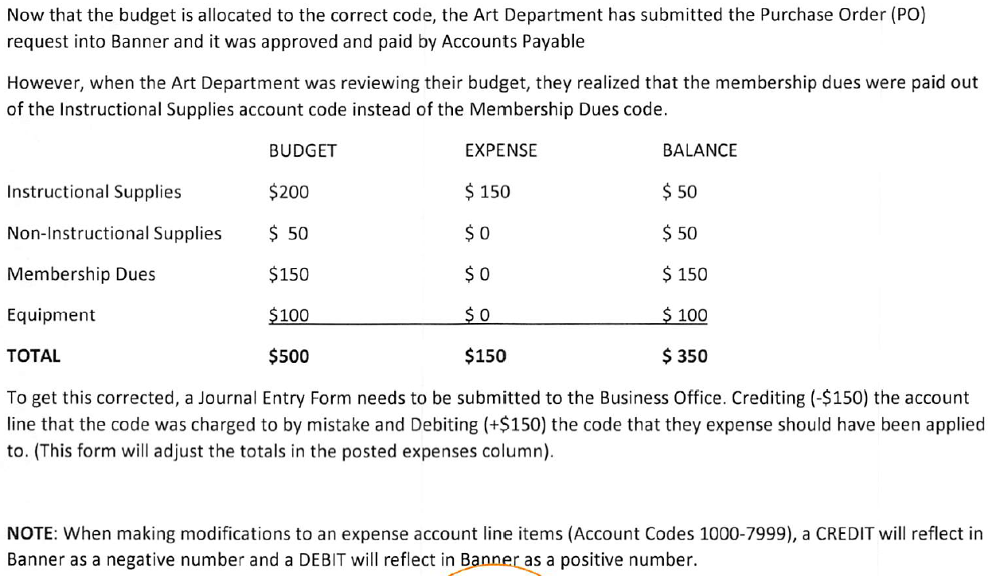 Now that the budget is allocated to the correct code, the Art Department has submitted the Purchase Order (PO)
request into Banner and it was approved and paid by Accounts Payable
However, when the Art Department was reviewing their budget, they realized that the membership dues were paid out
of the Instructional Supplies account code instead of the Membership Dues code.
BUDGET EXPENSE BALANCE
Instructional Supplies $200 $ 150 $ 50
Non-Instructional Supplies $ 50 $ 0 $ 50
Membership Dues $150 $ 0 $ 150
Equipment $100 $ 0 $ 100
TOTAL $500 $150 $ 350
To get this corrected, a Journal Entry Form needs to be submitted to the Business Office. Crediting (-$150) the account
line that the code was charged to by mistake and Debiting (+$150) the code that they expense should have been applied
to. (This form will adjust the totals in the posted expenses column).
NOTE: When making modifications to an expense account line items (Account Codes 1000-7999), a CREDIT will reflect in
Banner as a negative number and a DEBIT will reflect in Banner as a positive number.